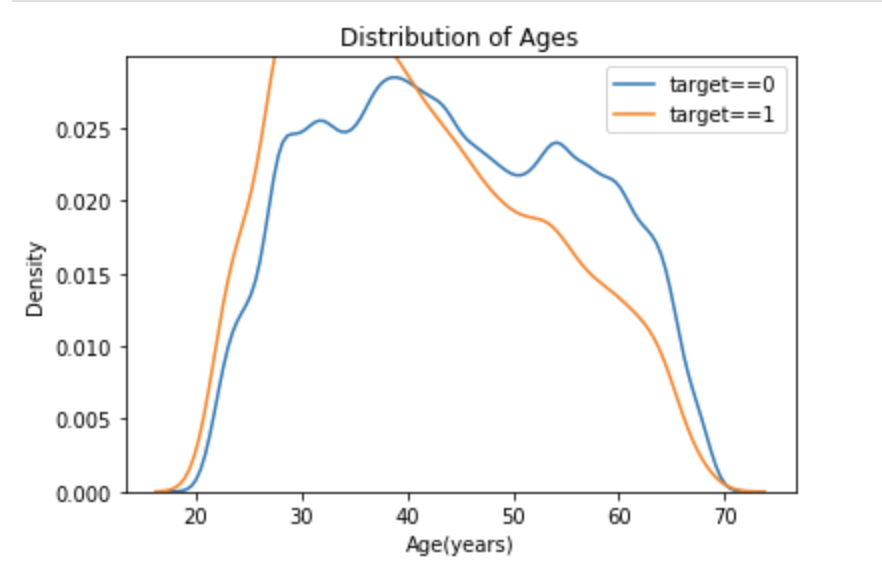 Distribution of Ages
target==0
target==1
0.025
0.020
0.015
0.010
0.005
0.000
Density
20 30 40 50 60 70
Age(years)